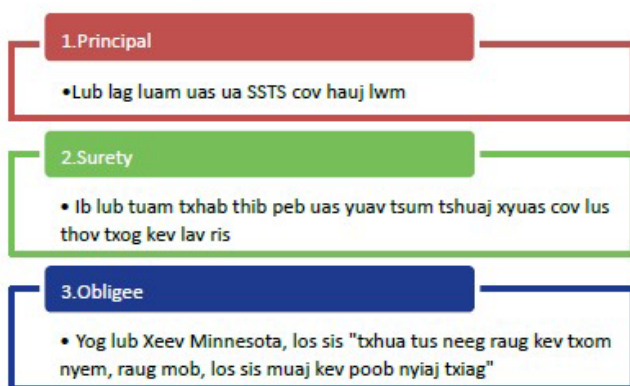 1.Principal
•Lub lag luam uas ua SSTS cov hauj lwm
2.Surety
• Ib lub tuam txhab thib peb uas yuav tsum tshuaj xyuas cov lus
thov txog kev lav ris
3.Obligee
• Yog lub Xeev Minnesota, los sis "txhua tus neeg raug kev txom
nyem, raug mob, los sis muaj kev poob nyiaj txiag"